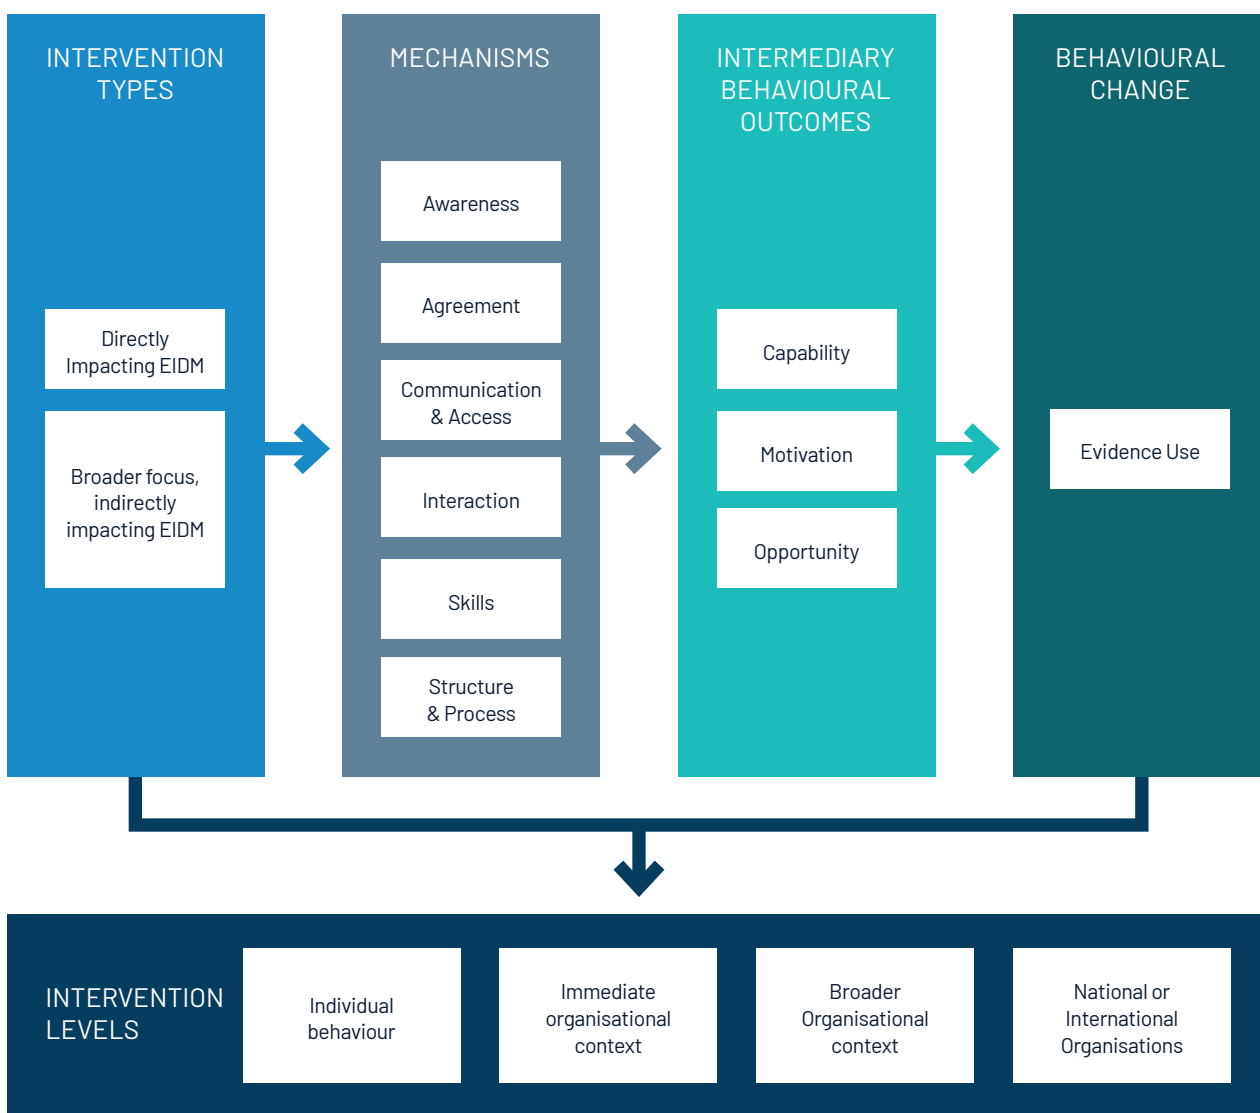 INTERVENTION
TYPES
Directly
Impacting EIDM
Broader focus,
indirectly
impacting EIDM
MECHANISMS
Awareness
Agreement
Communication
& Access
Interaction
Skills
Structure
& Process
INTERMEDIARY
BEHAVIOURAL
OUTCOMES
Capability
Motivation
Opportunity
BEHAVIOURAL
CHANGE
Evidence Use
INTERVENTION
LEVELS
Individual
behaviour
Immediate
organisational
context
Broader
Organisational
context
National or
International
Organisations